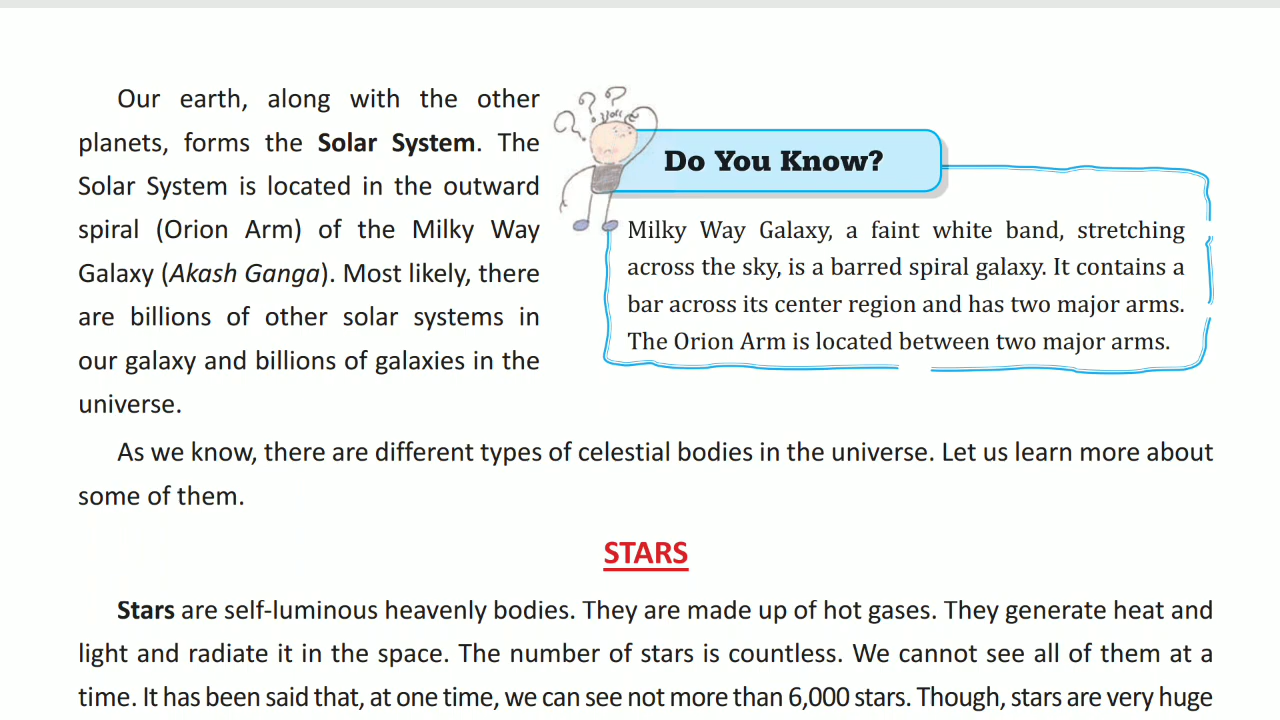 Our earth, along with the other
planets, forms the Solar System. The
Solar System is located in the outward
spiral (Orion Arm) of the Milky Way
Galaxy (Akash Ganga). Most likely, there
are billions of other solar systems in
our galaxy and billions of galaxies in the
universe.
Do You Know?
Milky Way Galaxy, a faint white band, stretching
across the sky, is a barred spiral galaxy. It contains a
bar across its center region and has two major arms.
The Orion Arm is located between two major arms.
As we know, there are different types of celestial bodies in the universe. Let us learn more about
some of them.
STARS
Stars are self-luminous heavenly bodies. They are made up of hot gases. They generate heat and
light and radiate it in the space. The number of stars is countless. We cannot see all of them at a
time. It has been said that, at one time, we can see not more than 6,000 stars. Though, stars are very huge